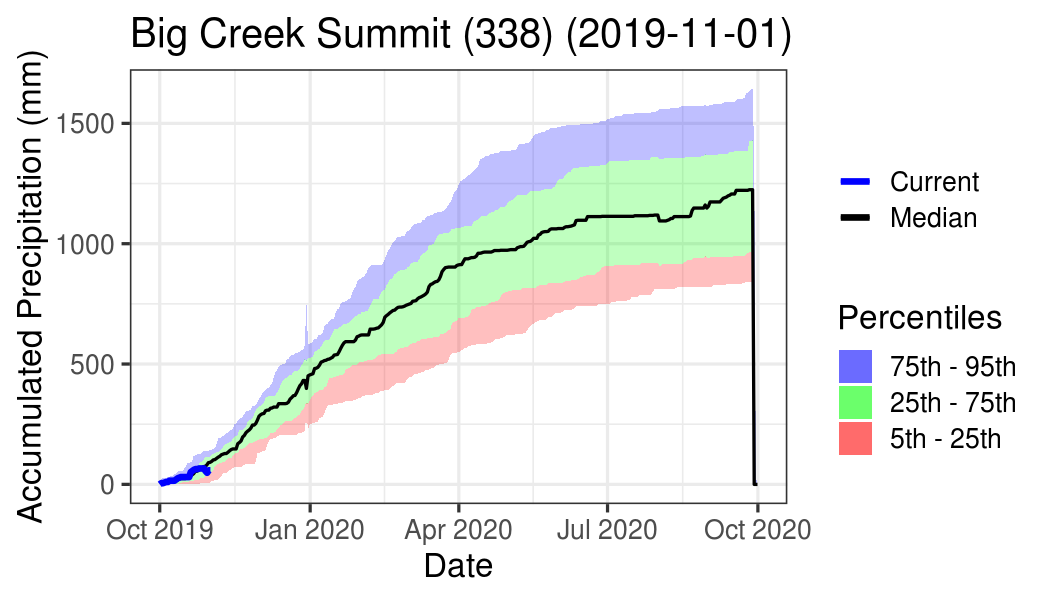 Big Creek Summit (338) (2019-11-01)
Accumulated Precipitation (mm)
1500
1000
500
0
Oct 2019
Jan 2020
Apr 2020
Jul 2020
Oct 2020
Date
Current
Median
Percentiles
75th - 95th
25th - 75th
5th - 25th